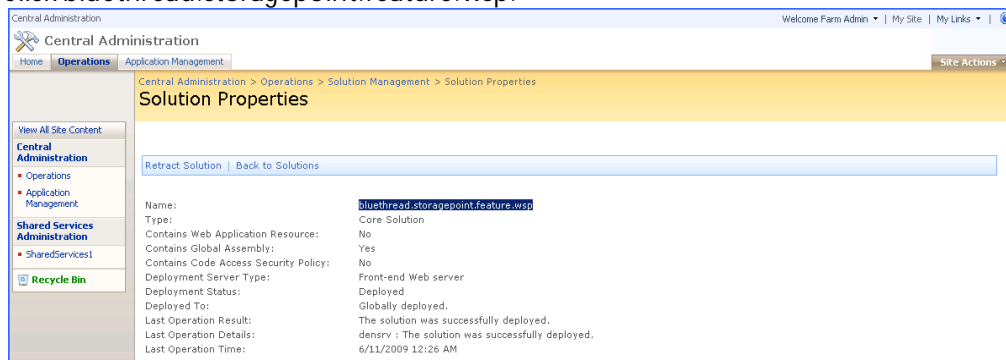 Central Administration
Welcome Farm Admin | My Site | My Links |
Central Administration
Home Operations Application Management
Site Actions
Central Administration > Operations > Solution Management > Solution Properties
Solution Properties
View All Site Content
Central
Administration
Operations
Application
Management
Shared Services
Administration
SharedServices1
Recycle Bin
Retract Solution | Back to Solutions
Name: bluethread.storagepoint.feature.wsp
Type: Core Solution
Contains Web Application Resource: No
Contains Global Assembly: Yes
Contains Code Access Security Policy: No
Deployment Server Type: Front-end Web server
Deployment Status: Deployed
Deployed To: Globally deployed.
Last Operation Result: The solution was successfully deployed.
Last Operation Details: densrv : The solution was successfully deployed.
Last Operation Time: 6/11/2009 12:26 AM